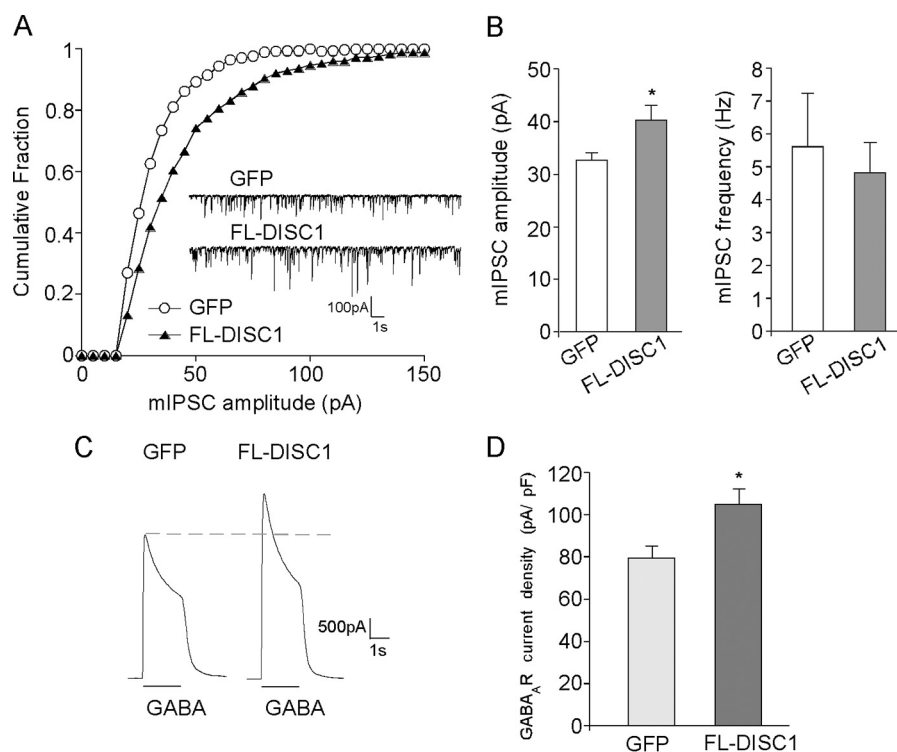 A
1
0.8
0.6
0.4
0.2
0
Cumulative Fraction
GFP
FL-DISC1
100pA
1s
GFP
FL-DISC1
0
50
100
150
mIPSC amplitude (pA)
B
50
40
30
20
10
0
mIPSC amplitude (pA)
*
GFP
FL-DISC1
8
7
6
5
4
3
2
1
0
mIPSC frequency (Hz)
GFP
FL-DISC1
C
GFP
FL-DISC1
500pA
1s
GABA
GABA
D
120
100
80
60
40
20
0
GABAAR current density (pA/ pF)
*
GFP
FL-DISC1